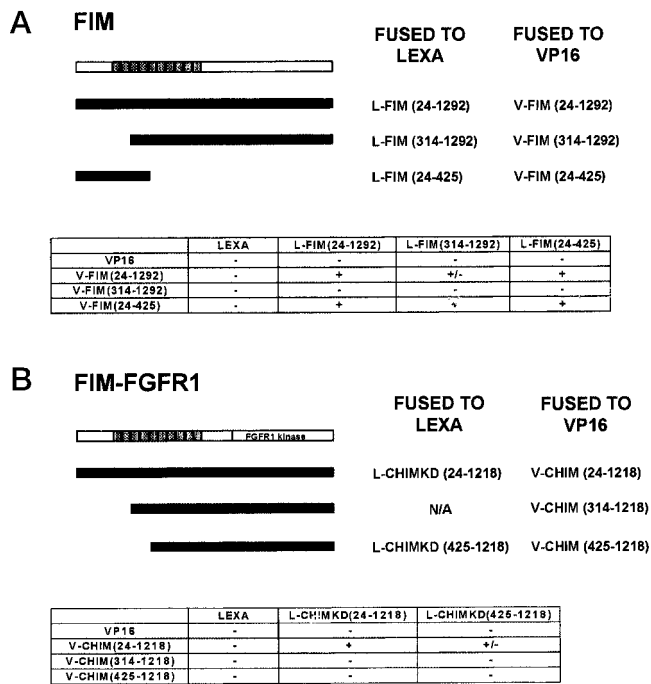 A FIM
FUSED TO LEXA
FUSED TO VP16
L-FIM (24-1292) V-FIM (24-1292)
L-FIM (314-1292) V-FIM (314-1292)
L-FIM (24-425) V-FIM (24-425)
LEXA L-FIM(24-1292) L-FIM(314-1292) L-FIM(24-425)
VP16 - - - -
V-FIM(24-1292) - + +/- +
V-FIM(314-1292) - - - -
V-FIM(24-425) - + - +
B FIM-FGFR1
FUSED TO LEXA
FUSED TO VP16
FGFR1 kinase
L-CHIMKD (24-1218) V-CHIM (24-1218)
N/A V-CHIM (314-1218)
L-CHIMKD (425-1218) V-CHIM (425-1218)
LEXA L-CHIMKD(24-1218) L-CHIMKD(425-1218)
VP16 - - -
V-CHIM(24-1218) - + +/-
V-CHIM(314-1218) - - -
V-CHIM(425-1218) - - -